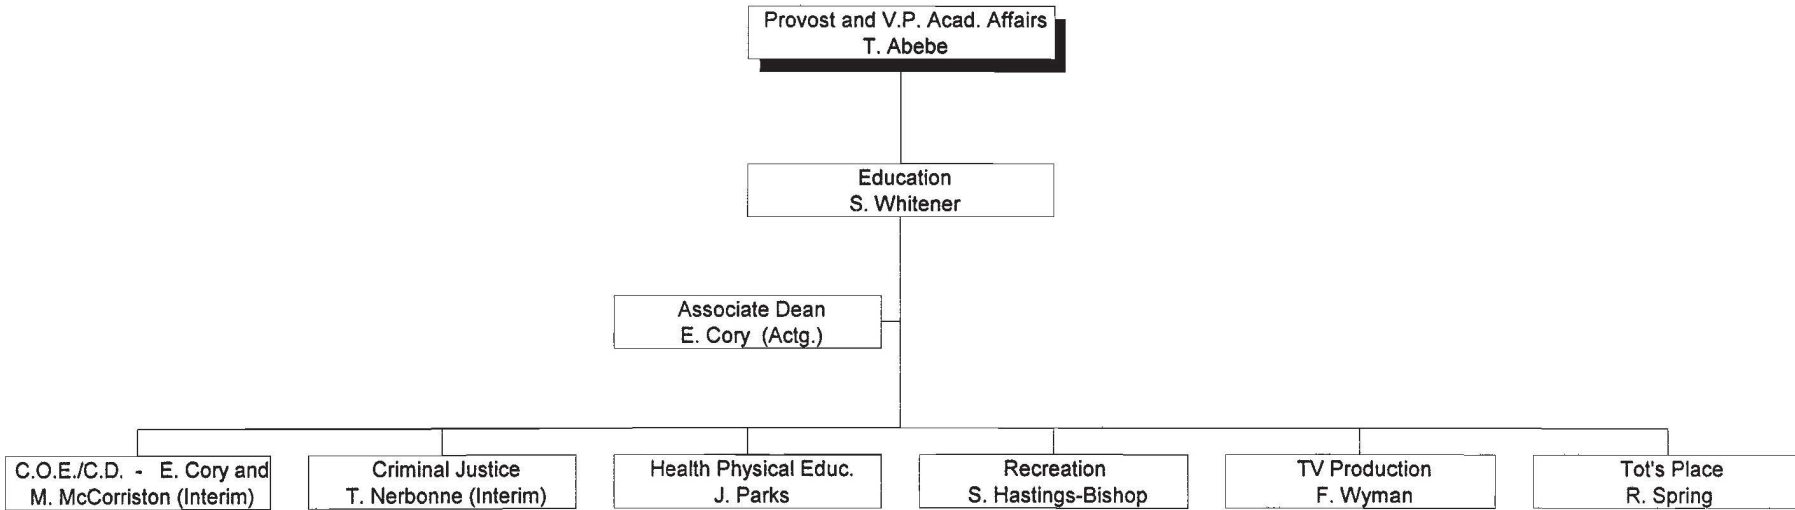 Provost and V.P. Acad. Affairs
T. Abebe
Education
S. Whitener
Associate Dean
E. Cory (Actg.)
C.O.E./C.D. - E. Cory and
M. McCorriston (Interim)
Criminal Justice
T. Nerbonne (Interim)
Health Physical Educ.
J. Parks
Recreation
S. Hastings-Bishop
TV Production
F. Wyman
Tot's Place
R. Spring